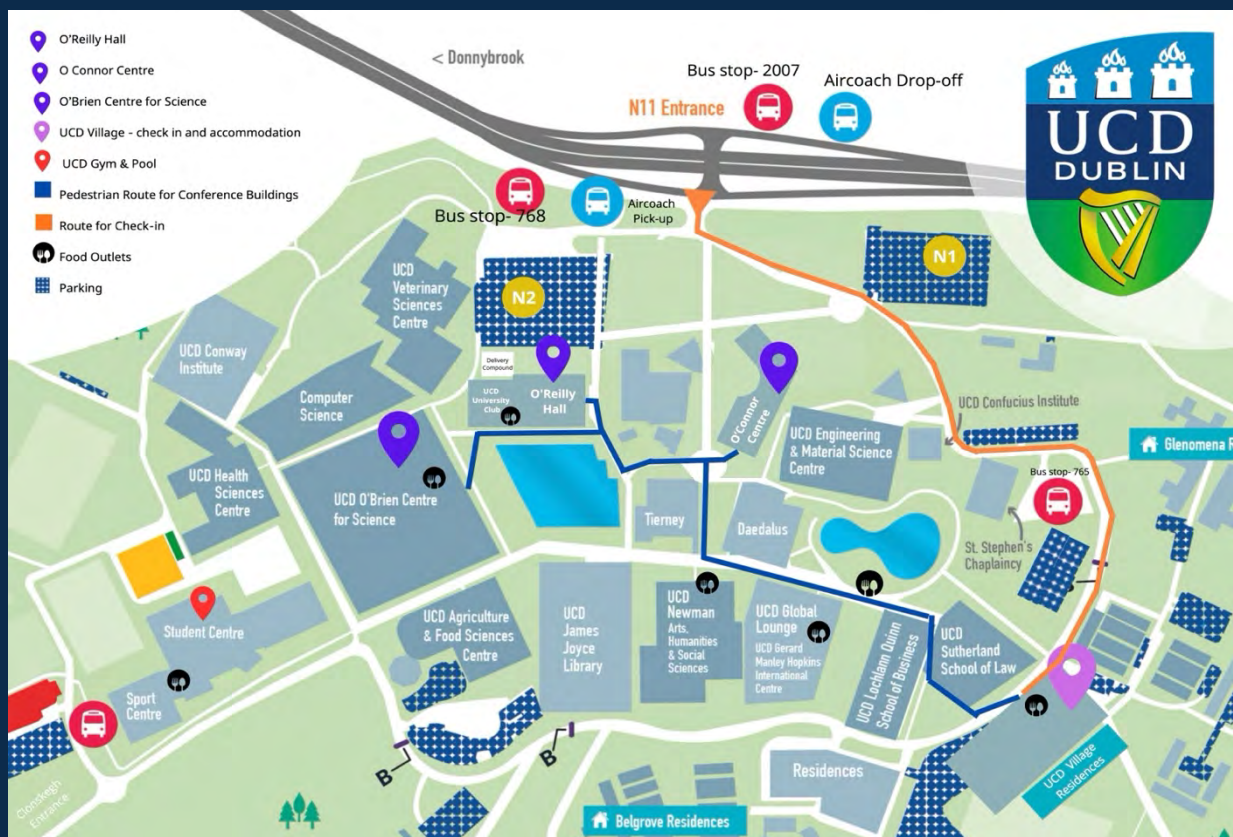 O'Reilly Hall
O Connor Centre
O'Brien Centre for Science
UCD Village - check in and accommodation
UCD Gym & Pool
Pedestrian Route for Conference Buildings
Route for Check-in
Food Outlets
Parking
< Donnybrook
Bus stop- 2007
Aircoach Drop-off
N11 Entrance
UCD
DUBLIN
Bus stop- 768
Aircoach
Pick-up
N1
N2
UCD
Veterinary
Sciences
Centre
UCD Conway
Institute
Computer
Science
Delivery
Compound
UCD
University
Club
O'Reilly
Hall
O'Connor
Centre
UCD Confucius Institute
UCD Engineering
& Material Science
Centre
Glenomena R
Bus stop- 765
UCD Health
Sciences
Centre
UCD O'Brien Centre
for Science
Tierney
Daedalus
St. Stephen's
Chaplaincy
Student Centre
UCD Agriculture
& Food Sciences
Centre
UCD
James
Joyce
Library
UCD
Newman
Arts,
Humanities
& Social
Sciences
UCD Global
Lounge
UCD Gerard
Manley Hopkins
International
Centre
UCD Lochlann Quinn
School of Business
UCD
Sutherland
School of Law
Sport
Centre
B
B
Clonskeagh
Entrance
Residences
UCD Village
Residences
Belgrove Residences